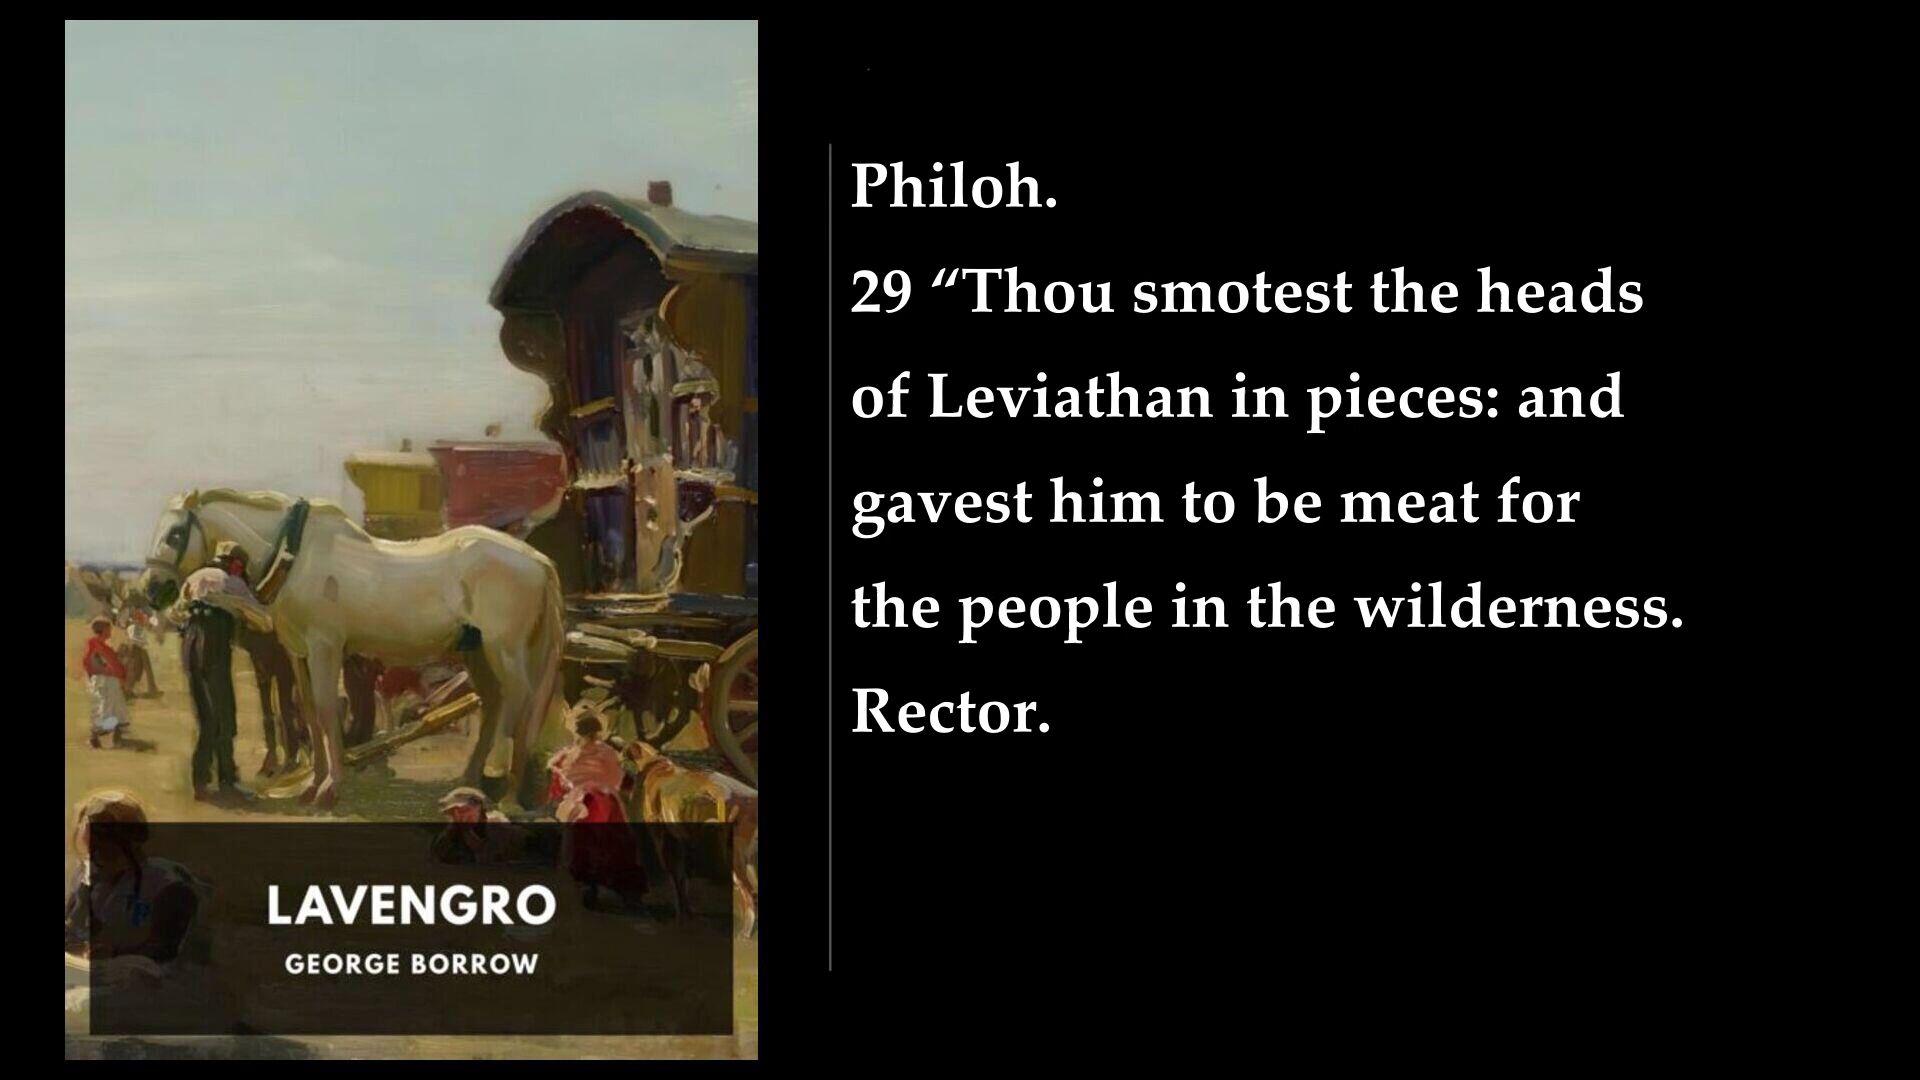 Philoh.
29 “Thou smotest the heads
of Leviathan in pieces: and
gavest him to be meat for
the people in the wilderness.
Rector.
LAVENGRO
GEORGE BORROW